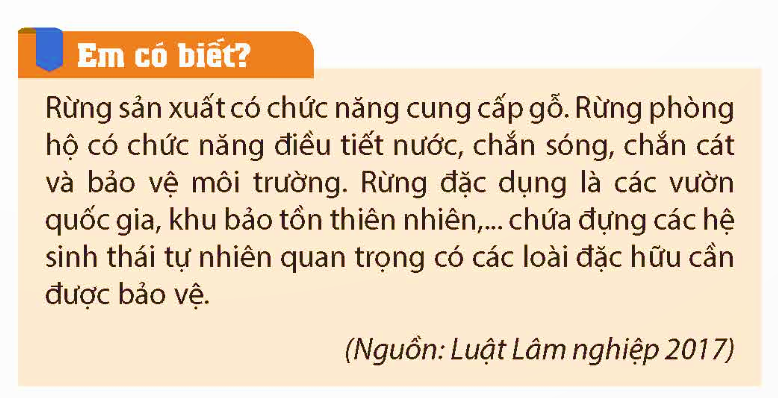 Em có biết?
Rừng sản xuất có chức năng cung cấp gỗ. Rừng phòng
hộ có chức năng điều tiết nước, chắn sóng, chắn cát
và bảo vệ môi trường. Rừng đặc dụng là các vườn
quốc gia, khu bảo tồn thiên nhiên,... chứa đựng các hệ
sinh thái tự nhiên quan trọng có các loài đặc hữu cần
được bảo vệ.
(Nguồn: Luật Lâm nghiệp 2017)